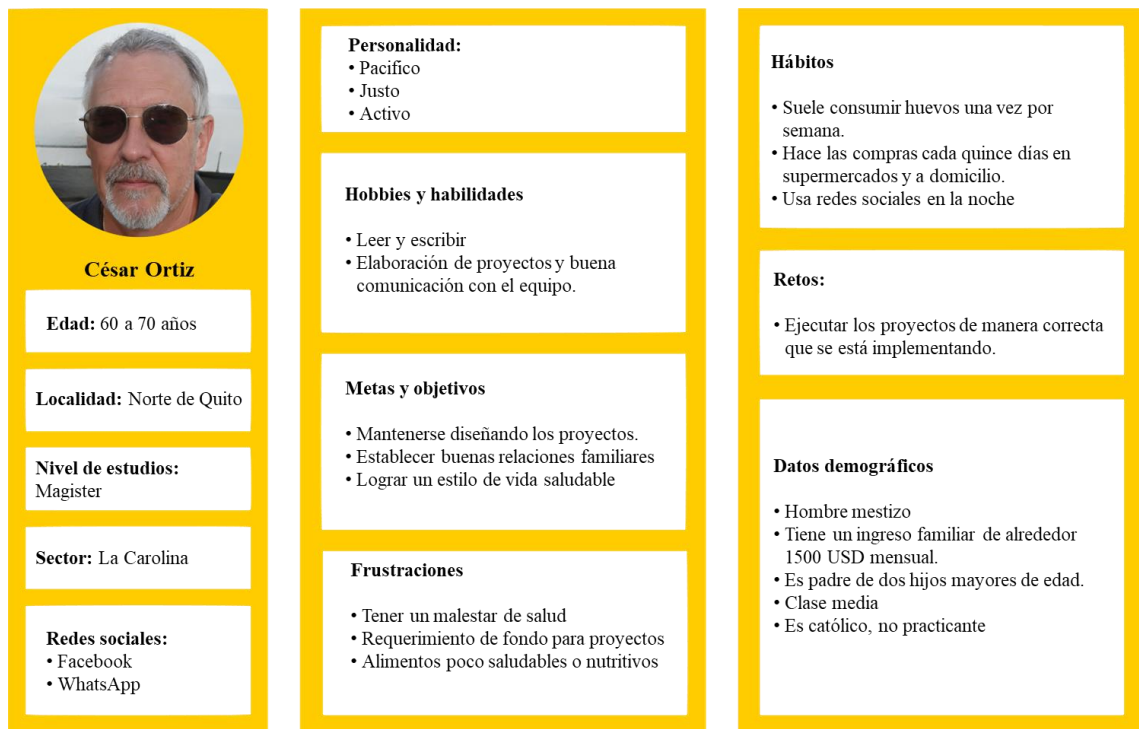 César Ortiz
Edad: 60 a 70 años
Localidad: Norte de Quito
Nivel de estudios:
Magister
Sector: La Carolina
Redes sociales:
• Facebook
• WhatsApp
Personalidad:
• Pacifico
• Justo
• Activo
Hobbies y habilidades
• Leer y escribir
• Elaboración de proyectos y buena
comunicación con el equipo.
Metas y objetivos
• Mantenerse diseñando los proyectos.
• Establecer buenas relaciones familiares
• Lograr un estilo de vida saludable
Frustraciones
• Tener un malestar de salud
• Requerimiento de fondo para proyectos
• Alimentos poco saludables o nutritivos
Hábitos
• Suele consumir huevos una vez por
semana.
• Hace las compras cada quince días en
supermercados y a domicilio.
• Usa redes sociales en la noche
Retos:
• Ejecutar los proyectos de manera correcta
que se está implementando.
Datos demográficos
• Hombre mestizo
• Tiene un ingreso familiar de alrededor
1500 USD mensual.
• Es padre de dos hijos mayores de edad.
• Clase media
• Es católico, no practicante